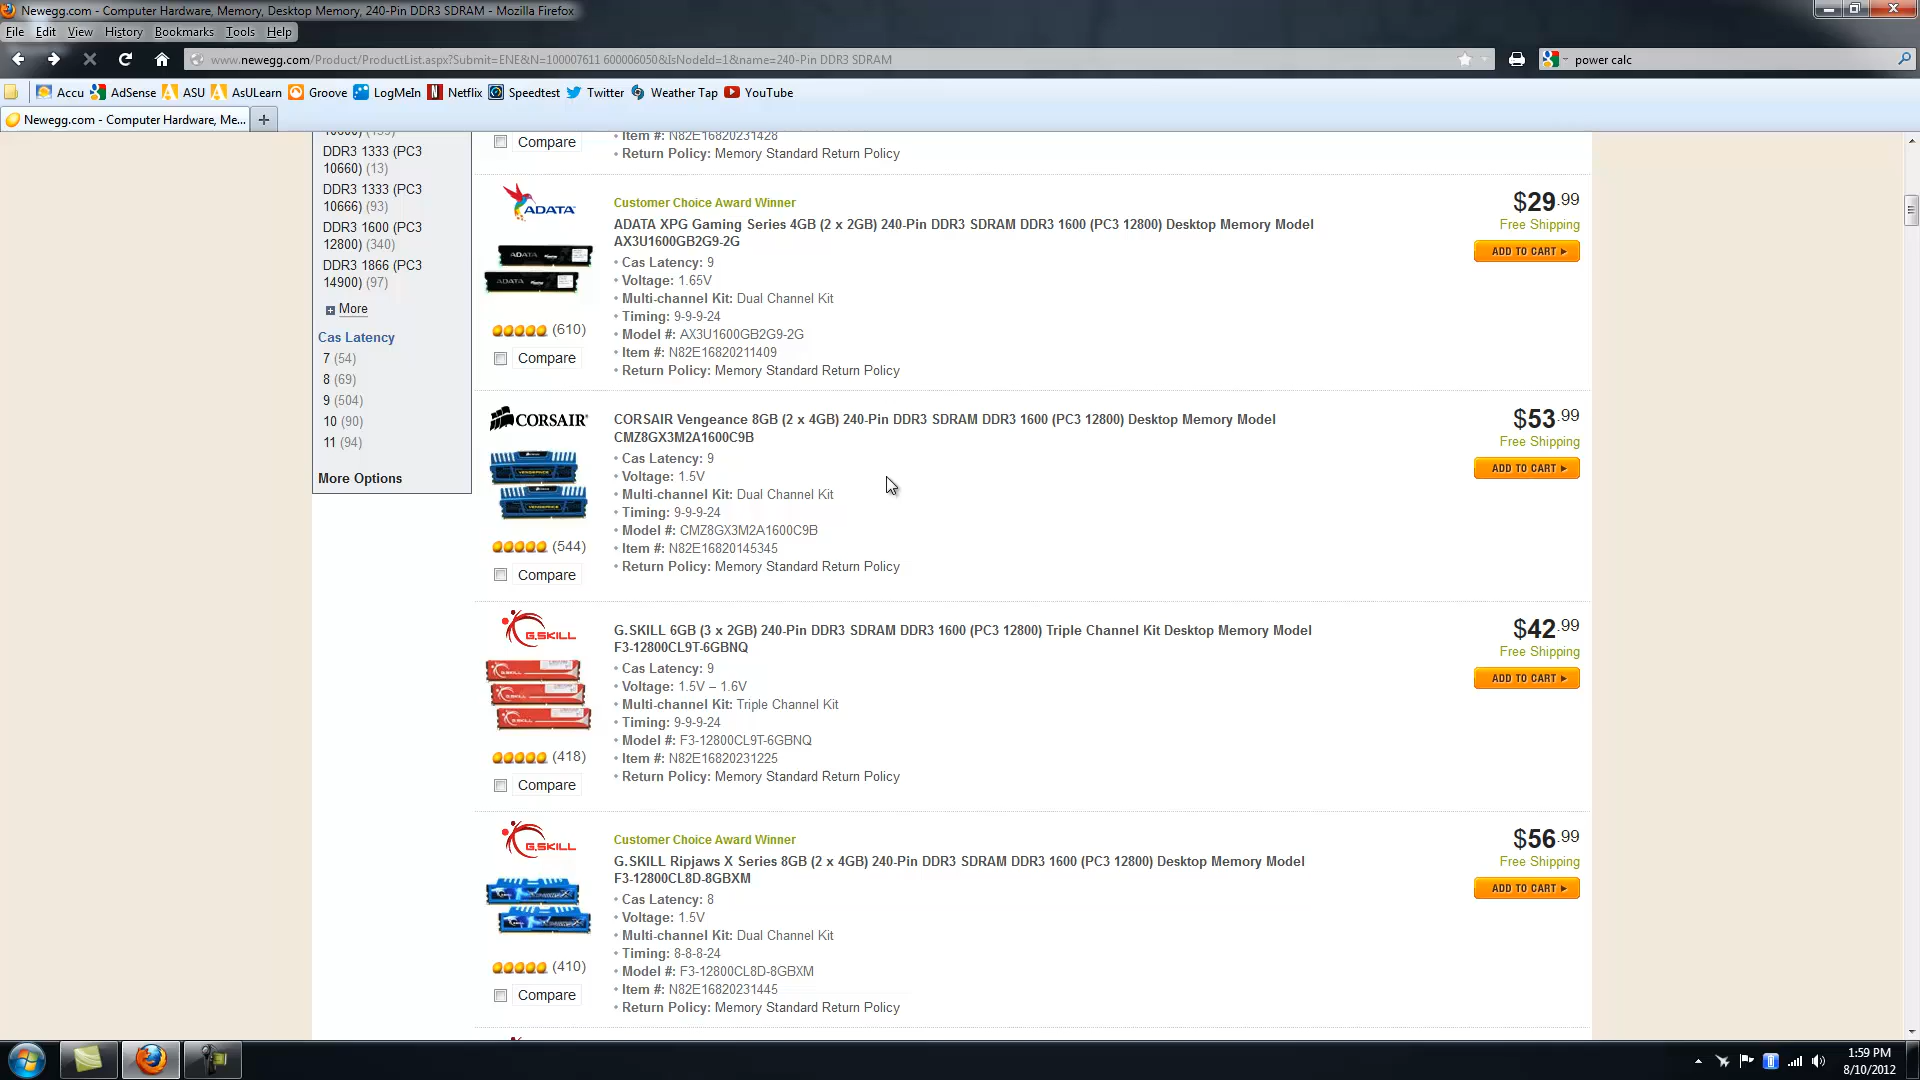 Newegg.com - Computer Hardware, Memory, Desktop Memory, 240-Pin DDR3 SDRAM - Mozilla Firefox
File Edit View History Bookmarks Tools Help
www.newegg.com/Product/ProductList.aspx?Submit=ENE&N=100007611 600006050&IsNodeId=1&name=240-Pin DDR3 SDRAM
power calc
Accu AdSense ASU AsULearn Groove LogMeIn Netflix Speedtest Twitter Weather Tap YouTube
Newegg.com - Computer Hardware, Me...
DDR3 1333 (PC3
10660) (13)
DDR3 1333 (PC3
10666) (93)
DDR3 1600 (PC3
12800) (340)
DDR3 1866 (PC3
14900) (97)
More
Cas Latency
7 (54)
8 (69)
9 (504)
10 (90)
11 (94)
More Options
• Item #: N82E16820231428
Compare
• Return Policy: Memory Standard Return Policy
ADATA
Customer Choice Award Winner
ADATA XPG Gaming Series 4GB (2 x 2GB) 240-Pin DDR3 SDRAM DDR3 1600 (PC3 12800) Desktop Memory Model
AX3U1600GB2G9-2G
• Cas Latency: 9
• Voltage: 1.65V
• Multi-channel Kit: Dual Channel Kit
• Timing: 9-9-9-24
• Model #: AX3U1600GB2G9-2G
• Item #: N82E16820211409
• Return Policy: Memory Standard Return Policy
(610)
Compare
$29.99
Free Shipping
ADD TO CART
CORSAIR
CORSAIR Vengeance 8GB (2 x 4GB) 240-Pin DDR3 SDRAM DDR3 1600 (PC3 12800) Desktop Memory Model
CMZ8GX3M2A1600C9B
• Cas Latency: 9
• Voltage: 1.5V
• Multi-channel Kit: Dual Channel Kit
• Timing: 9-9-9-24
• Model #: CMZ8GX3M2A1600C9B
• Item #: N82E16820145345
• Return Policy: Memory Standard Return Policy
(544)
Compare
$53.99
Free Shipping
ADD TO CART
G.SKILL
G.SKILL 6GB (3 x 2GB) 240-Pin DDR3 SDRAM DDR3 1600 (PC3 12800) Triple Channel Kit Desktop Memory Model
F3-12800CL9T-6GBNQ
• Cas Latency: 9
• Voltage: 1.5V – 1.6V
• Multi-channel Kit: Triple Channel Kit
• Timing: 9-9-9-24
• Model #: F3-12800CL9T-6GBNQ
• Item #: N82E16820231225
• Return Policy: Memory Standard Return Policy
(418)
Compare
$42.99
Free Shipping
ADD TO CART
G.SKILL
Customer Choice Award Winner
G.SKILL Ripjaws X Series 8GB (2 x 4GB) 240-Pin DDR3 SDRAM DDR3 1600 (PC3 12800) Desktop Memory Model
F3-12800CL8D-8GBXM
• Cas Latency: 8
• Voltage: 1.5V
• Multi-channel Kit: Dual Channel Kit
• Timing: 8-8-8-24
• Model #: F3-12800CL8D-8GBXM
• Item #: N82E16820231445
• Return Policy: Memory Standard Return Policy
(410)
Compare
$56.99
Free Shipping
ADD TO CART
1:59 PM
8/10/2012